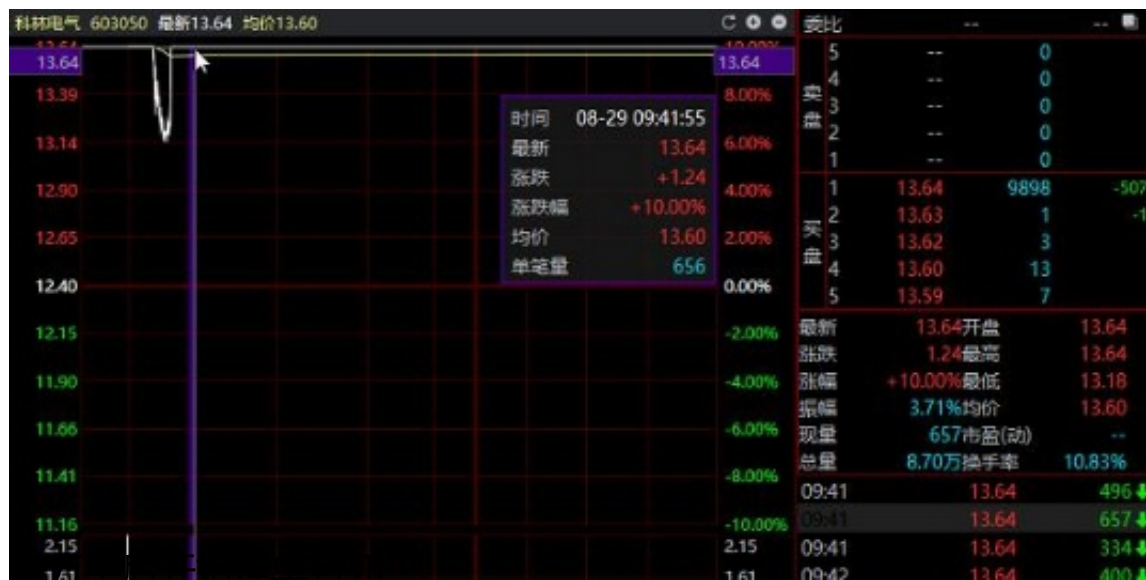 科林电气 603050 最新13.64 均价13.60
13.64
13.39
13.14
12.90
12.65
12.40
12.15
11.90
11.66
11.41
11.16
2.15
1.61
10.00%
13.64
8.00%
6.00%
4.00%
2.00%
0.00%
-2.00%
-4.00%
-6.00%
-8.00%
-10.00%
2.15
1.61
时间 08-29 09:41:55
最新 13.64
涨跌 +1.24
涨跌幅 +10.00%
均价 13.60
单笔量 656
委比 -- --
卖盘
5 -- 0
4 -- 0
3 -- 0
2 -- 0
1 -- 0
买盘
1 13.64 9898 -507
2 13.63 1 -1
3 13.62 3
4 13.60 13
5 13.59 7
最新 13.64 开盘 13.64
涨跌 1.24 最高 13.64
涨幅 +10.00% 最低 13.18
振幅 3.71% 均价 13.60
现量 657 市盈(动) --
总量 8.70万 换手率 10.83%
09:41 13.64 496
09:41 13.64 657
09:41 13.64 334
09:42 13.64 400